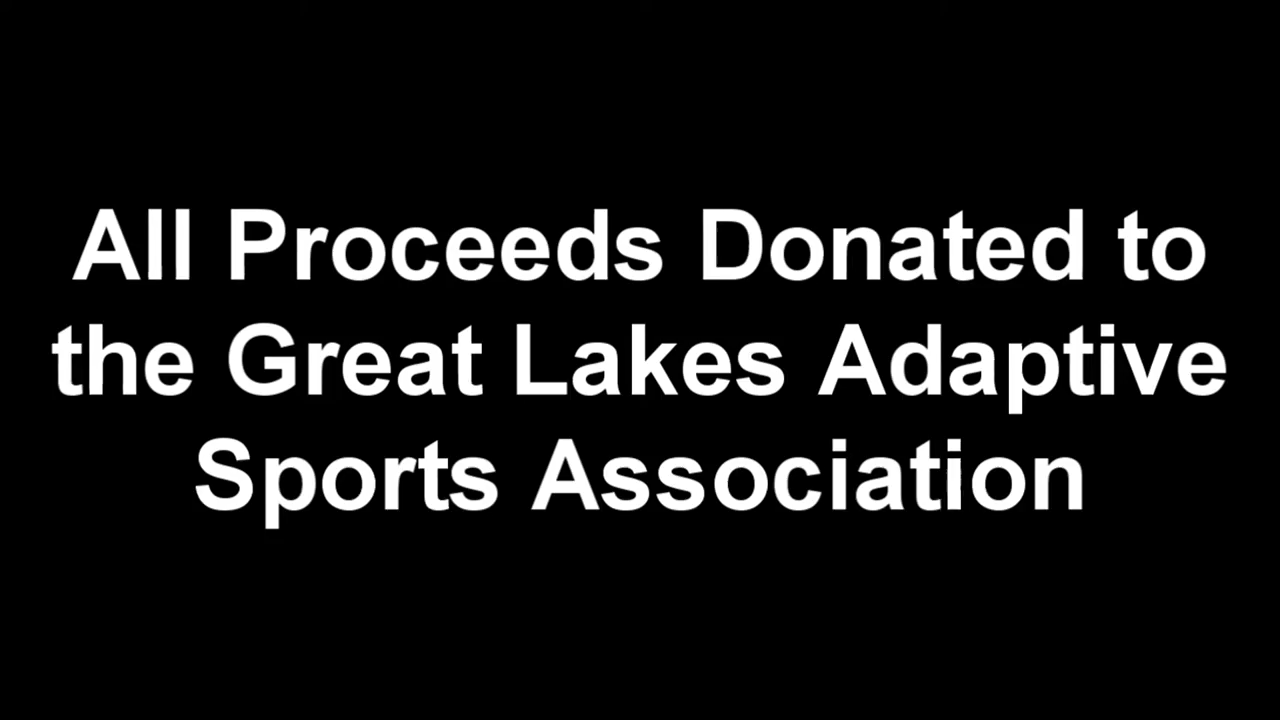 All Proceeds Donated to
the Great Lakes Adaptive
Sports Association